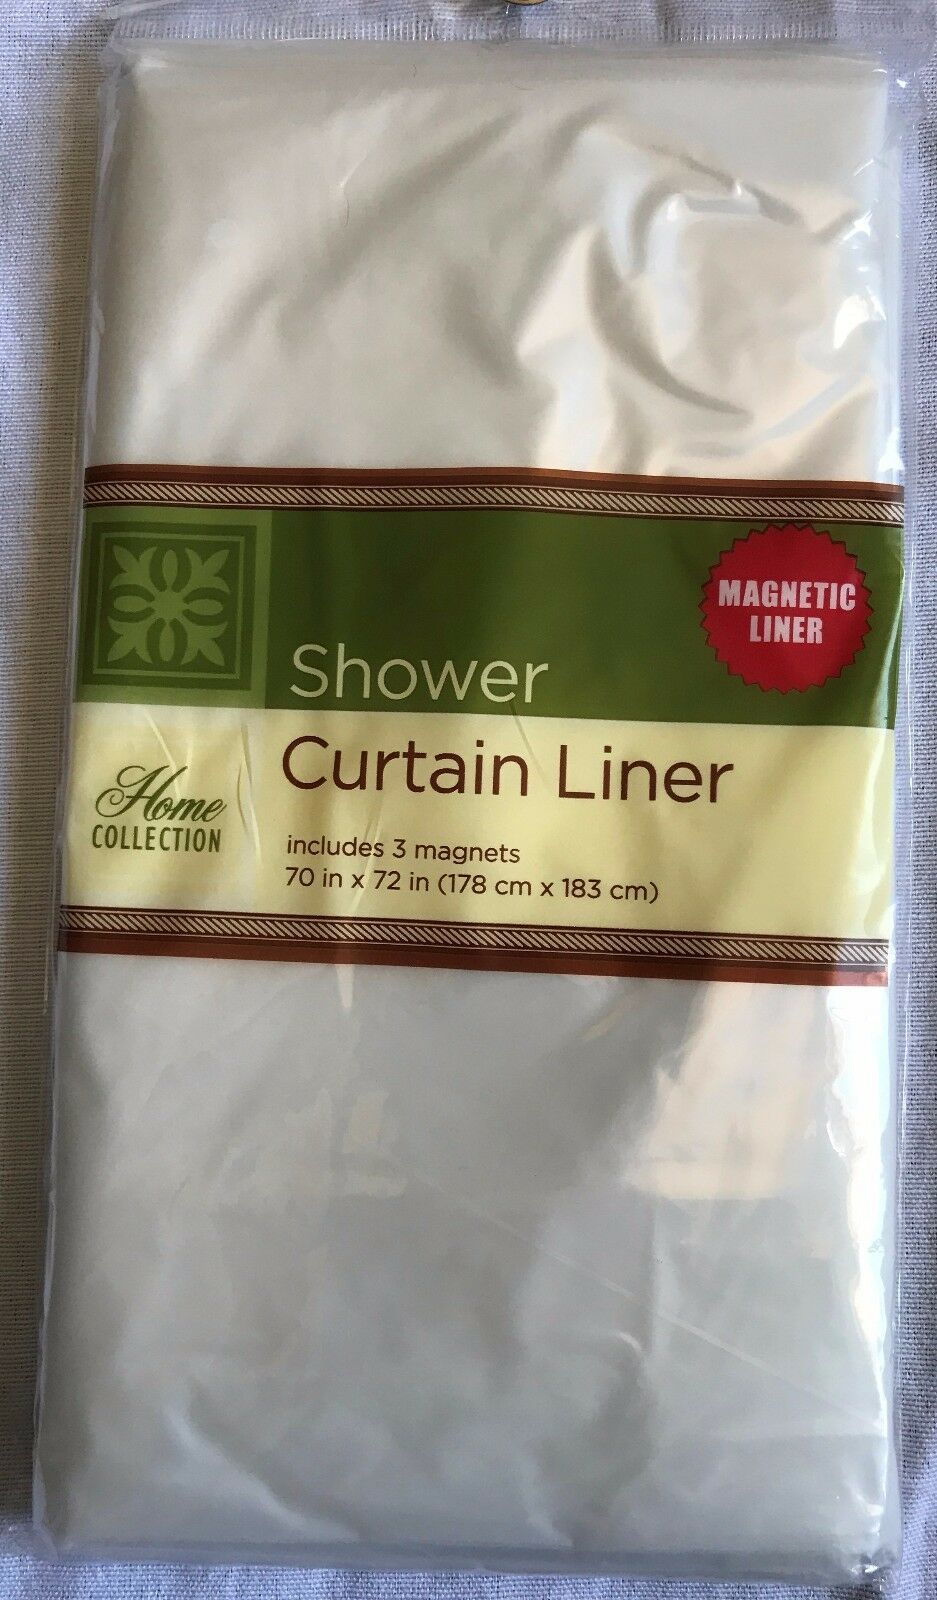 MAGNETIC
LINER
Shower
Curtain Liner
Home
COLLECTION
includes 3 magnets
70 in x 72 in (178 cm x 183 cm)